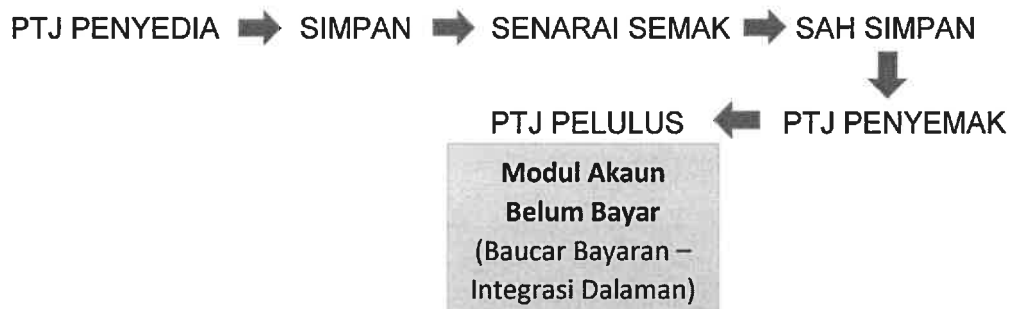 PTJ PENYEDIA SIMPAN SENARAI SEMAK SAH SIMPAN
PTJ PELULUS PTJ PENYEMAK
Modul Akaun
Belum Bayar
(Baucar Bayaran –
Integrasi Dalaman)